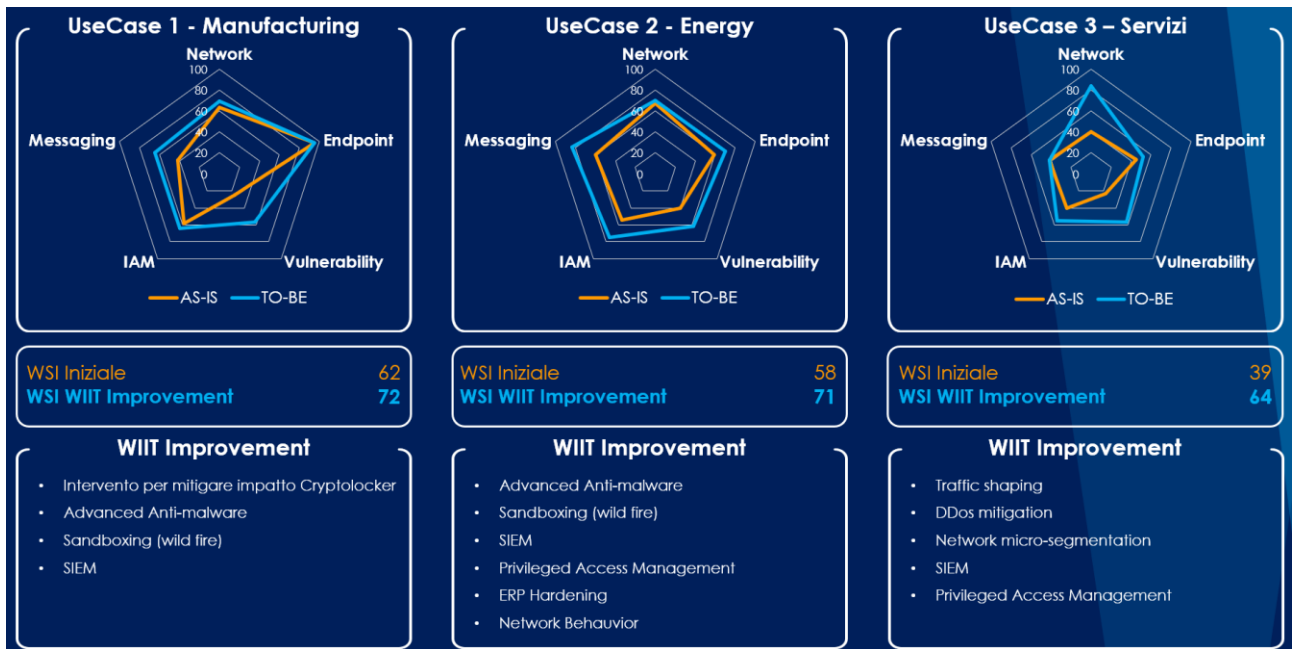 UseCase 1 - Manufacturing
Network
100
80
60
40
20
0
Messaging
Endpoint
IAM
Vulnerability
AS-IS TO-BE
WSI Iniziale 62
WSI WIIT Improvement 72
WIIT Improvement
• Intervento per mitigare impatto Cryptolocker
• Advanced Anti-malware
• Sandboxing (wild fire)
• SIEM
UseCase 2 - Energy
Network
100
80
60
40
20
0
Messaging
Endpoint
IAM
Vulnerability
AS-IS TO-BE
WSI Iniziale 58
WSI WIIT Improvement 71
WIIT Improvement
• Advanced Anti-malware
• Sandboxing (wild fire)
• SIEM
• Privileged Access Management
• ERP Hardening
• Network Behauvior
UseCase 3 – Servizi
Network
100
80
60
40
20
0
Messaging
Endpoint
IAM
Vulnerability
AS-IS TO-BE
WSI Iniziale 39
WSI WIIT Improvement 64
WIIT Improvement
• Traffic shaping
• DDos mitigation
• Network micro-segmentation
• SIEM
• Privileged Access Management